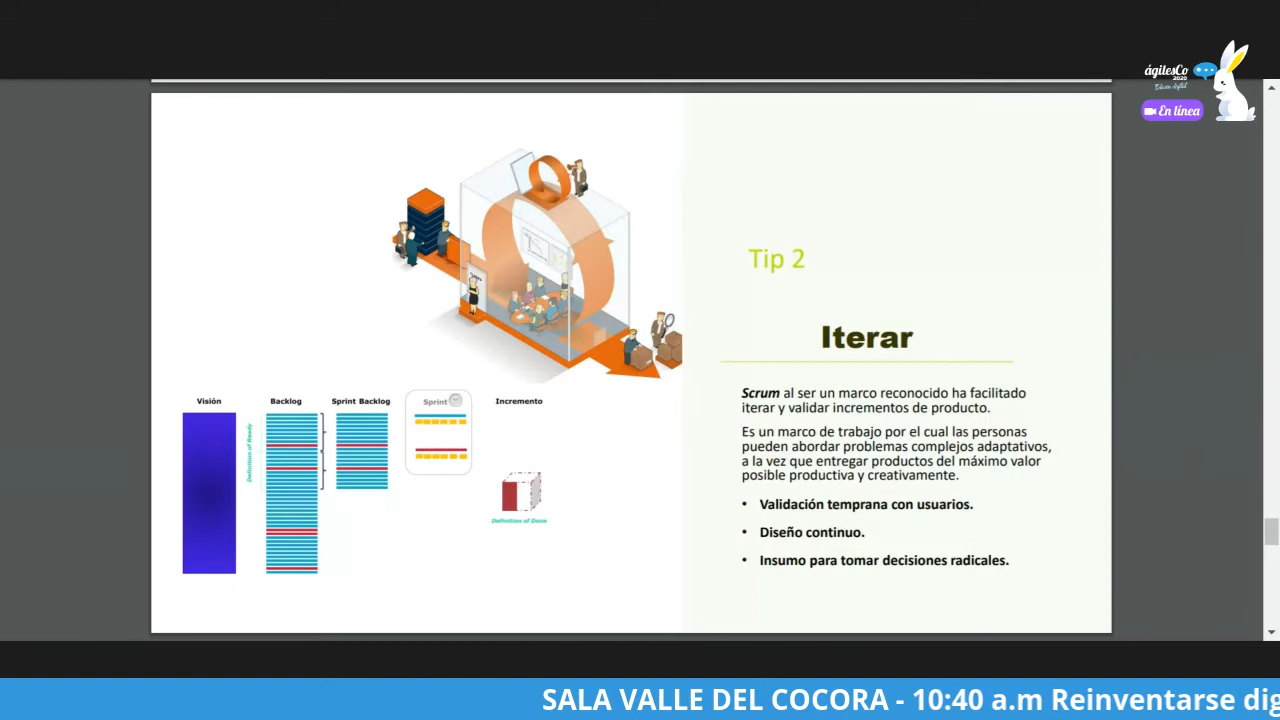 ágilesCo
2020
Edición digital
En línea
Tip 2
Iterar
Visión
Backlog
Sprint Backlog
Sprint
Incremento
Definition of Ready
Definition of Done
Scrum al ser un marco reconocido ha facilitado
iterar y validar incrementos de producto.
Es un marco de trabajo por el cual las personas
pueden abordar problemas complejos adaptativos,
a la vez que entregar productos del máximo valor
posible productiva y creativamente.
• Validación temprana con usuarios.
• Diseño continuo.
• Insumo para tomar decisiones radicales.
SALA VALLE DEL COCORA - 10:40 a.m Reinventarse dig